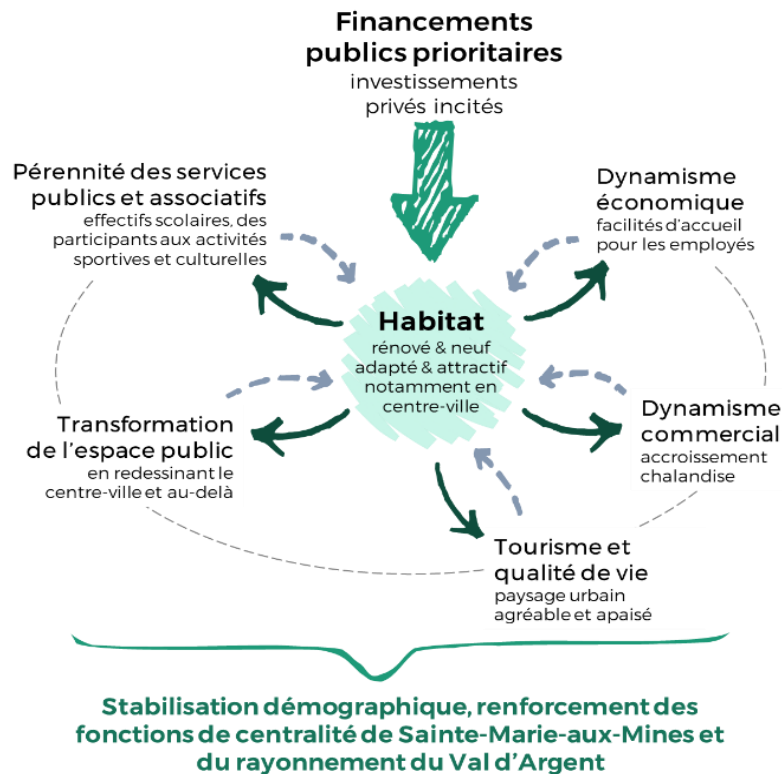 Financements
publics prioritaires
investissements
privés incités
Pérennité des services
publics et associatifs
effectifs scolaires, des
participants aux activités
sportives et culturelles
Dynamisme
économique
facilités d'accueil
pour les employés
Habitat
rénové & neuf
adapté & attractif
notamment en
centre-ville
Transformation
de l'espace public
en redessinant le
centre-ville et au-delà
Dynamisme
commercial
accroissement
chalandise
Tourisme et
qualité de vie
paysage urbain
agréable et apaisé
Stabilisation démographique, renforcement des
fonctions de centralité de Sainte-Marie-aux-Mines et
du rayonnement du Val d'Argent